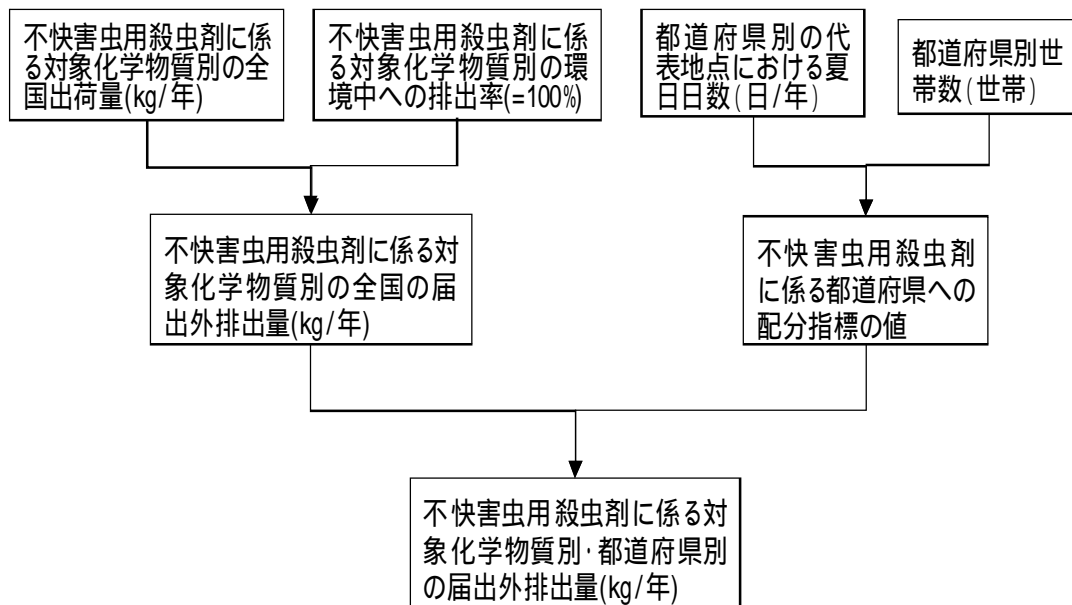 不快害虫用殺虫剤に係
る対象化学物質別の全
国出荷量(kg/年)
不快害虫用殺虫剤に係
る対象化学物質別の環
境中への排出率(=100%)
都道府県別の代
表地点における夏
日日数(日/年)
都道府県別世
帯数(世帯)
不快害虫用殺虫剤に係る対
象化学物質別の全国の届
出外排出量(kg/年)
不快害虫用殺虫剤
に係る都道府県への
配分指標の値
不快害虫用殺虫剤に係る対
象化学物質別・都道府県別
の届出外排出量(kg/年)